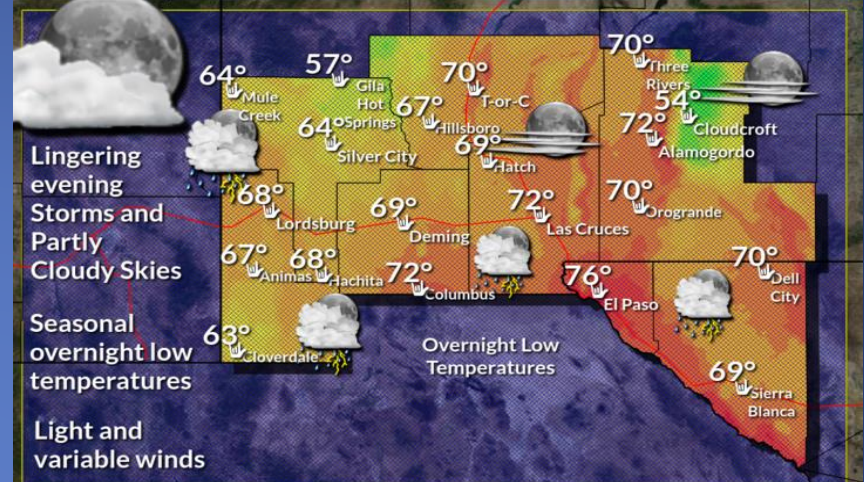 Lingering
evening
Storms and
Partly
Cloudy Skies
Seasonal
overnight low
temperatures
Light and
variable winds
64°
Mule
Creek
57°
Gila
Hot
Springs
70°
T-or-C
70°
Three
Rivers
67°
Hillsboro
54°
Cloudcroft
64°
Silver City
69°
Hatch
72°
Alamogordo
68°
Lordsburg
69°
Deming
72°
Las Cruces
70°
Orogrande
67°
Animas
68°
Hachita
72°
Columbus
76°
El Paso
70°
Dell
City
63°
Cloverdale
69°
Sierra
Blanca
Overnight Low
Temperatures